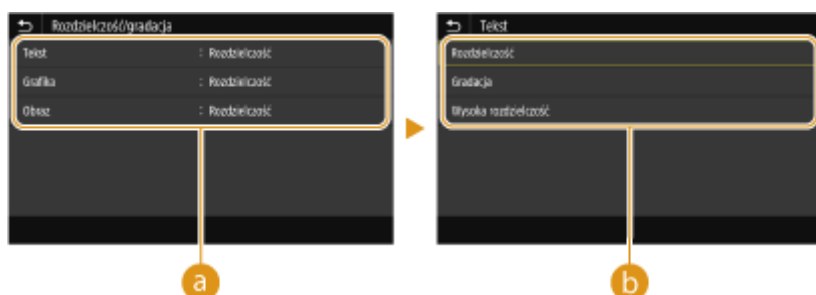 Rozdzielczość/gradacja
Tekst : Rozdzielczość
Grafika : Rozdzielczość
Obraz : Rozdzielczość
a
Tekst
Rozdzielczość
Gradacja
Wysoka rozdzielczość
b